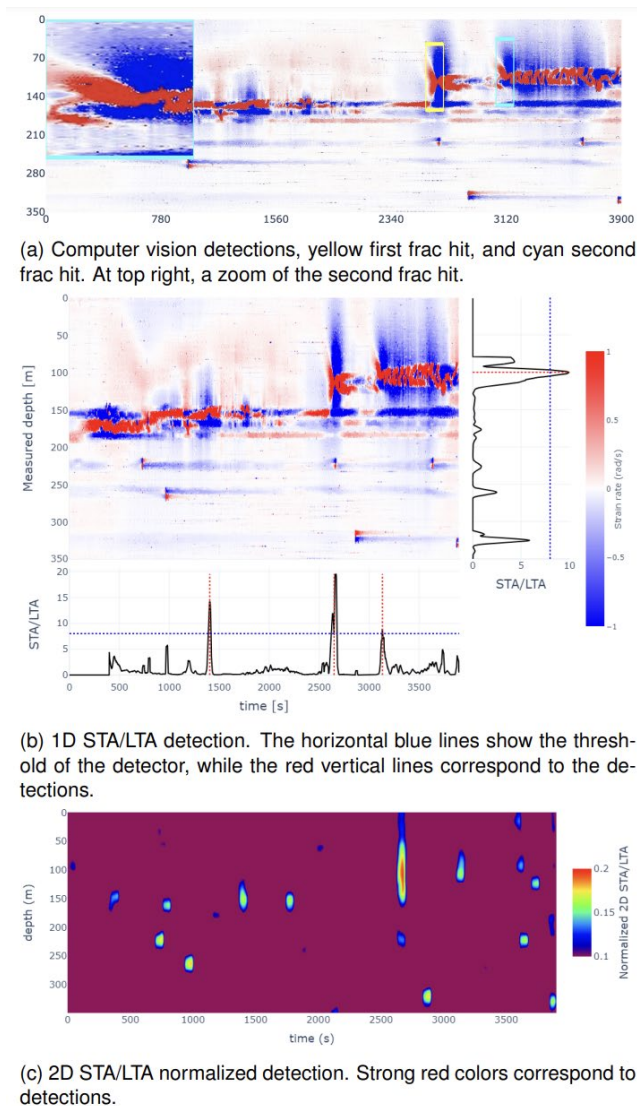 0
70
140
210
280
350
0 780 1560 2340 3120 3900
(a) Computer vision detections, yellow first frac hit, and cyan second
frac hit. At top right, a zoom of the second frac hit.
0
50
100
150
200
250
300
350
Measured depth [m]
0 5 10
STA/LTA
1
0.5
0
−0.5
−1
Strain rate (rad/s)
20
15
10
5
0
STA/LTA
0 500 1000 1500 2000 2500 3000 3500
time [s]
(b) 1D STA/LTA detection. The horizontal blue lines show the thresh-
old of the detector, while the red vertical lines correspond to the de-
tections.
0
50
100
150
200
250
300
depth (m)
0 500 1000 1500 2000 2500 3000 3500
time (s)
0.2
0.15
0.1
Normalized 2D STA/LTA
(c) 2D STA/LTA normalized detection. Strong red colors correspond to
detections.